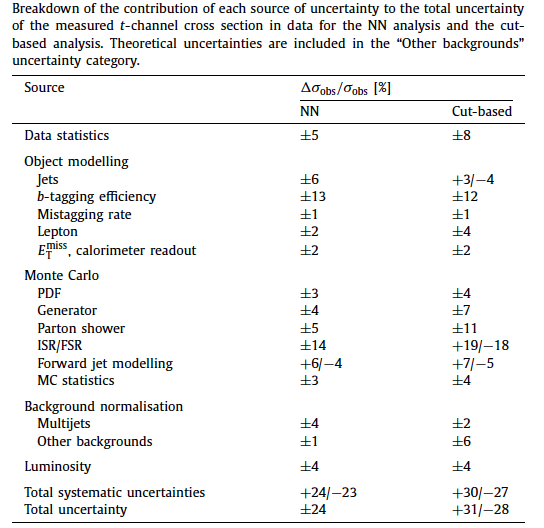 Breakdown of the contribution of each source of uncertainty to the total uncertainty
of the measured t-channel cross section in data for the NN analysis and the cut-
based analysis. Theoretical uncertainties are included in the "Other backgrounds"
uncertainty category.
Source Δσobs/σobs [%]
NN Cut-based
Data statistics ±5 ±8
Object modelling
Jets ±6 +3/−4
b-tagging efficiency ±13 ±12
Mistagging rate ±1 ±1
Lepton ±2 ±4
E_T^miss, calorimeter readout ±2 ±2
Monte Carlo
PDF ±3 ±4
Generator ±4 ±7
Parton shower ±5 ±11
ISR/FSR ±14 +19/−18
Forward jet modelling +6/−4 +7/−5
MC statistics ±3 ±4
Background normalisation
Multijets ±4 ±2
Other backgrounds ±1 ±6
Luminosity ±4 ±4
Total systematic uncertainties +24/−23 +30/−27
Total uncertainty ±24 +31/−28